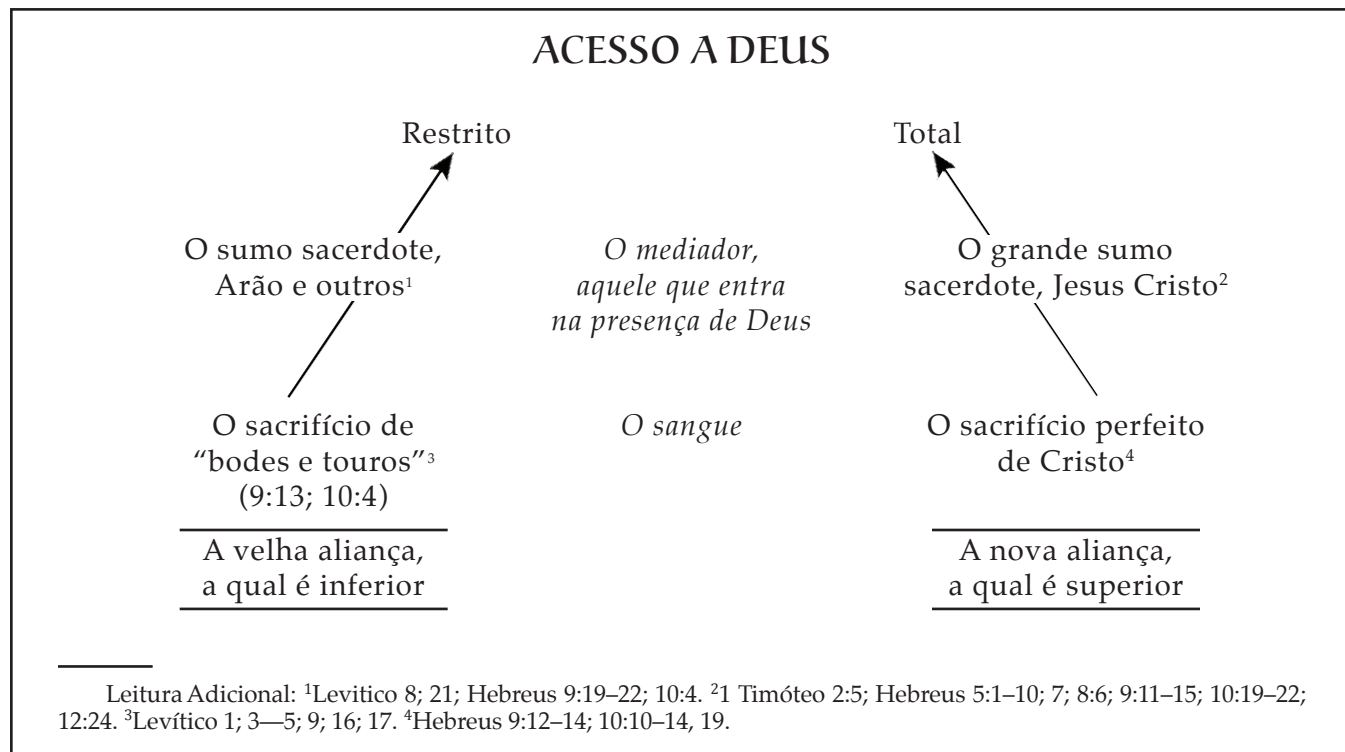 ACESSO A DEUS
Restrito
Total
O sumo sacerdote,
Arão e outros¹
O mediador,
aquele que entra
na presença de Deus
O grande sumo
sacerdote, Jesus Cristo²
O sacrifício de
“bodes e touros”³
(9:13; 10:4)
O sangue
O sacrifício perfeito
de Cristo⁴
A velha aliança,
a qual é inferior
A nova aliança,
a qual é superior
Leitura Adicional: ¹Levitico 8; 21; Hebreus 9:19–22; 10:4. ²1 Timóteo 2:5; Hebreus 5:1–10; 7; 8:6; 9:11–15; 10:19–22;
12:24. ³Levítico 1; 3—5; 9; 16; 17. ⁴Hebreus 9:12–14; 10:10–14, 19.